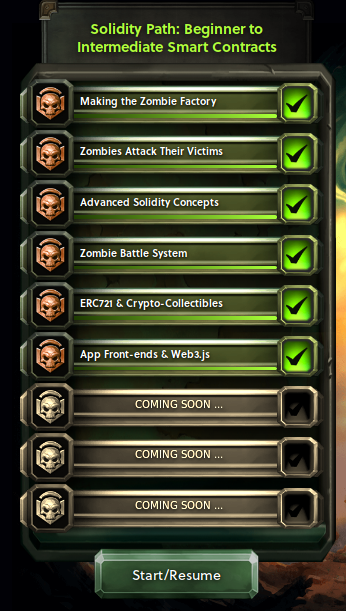 Solidity Path: Beginner to
Intermediate Smart Contracts
Making the Zombie Factory
Zombies Attack Their Victims
Advanced Solidity Concepts
Zombie Battle System
ERC721 & Crypto-Collectibles
App Front-ends & Web3.js
COMING SOON ...
COMING SOON ...
COMING SOON ...
Start/Resume